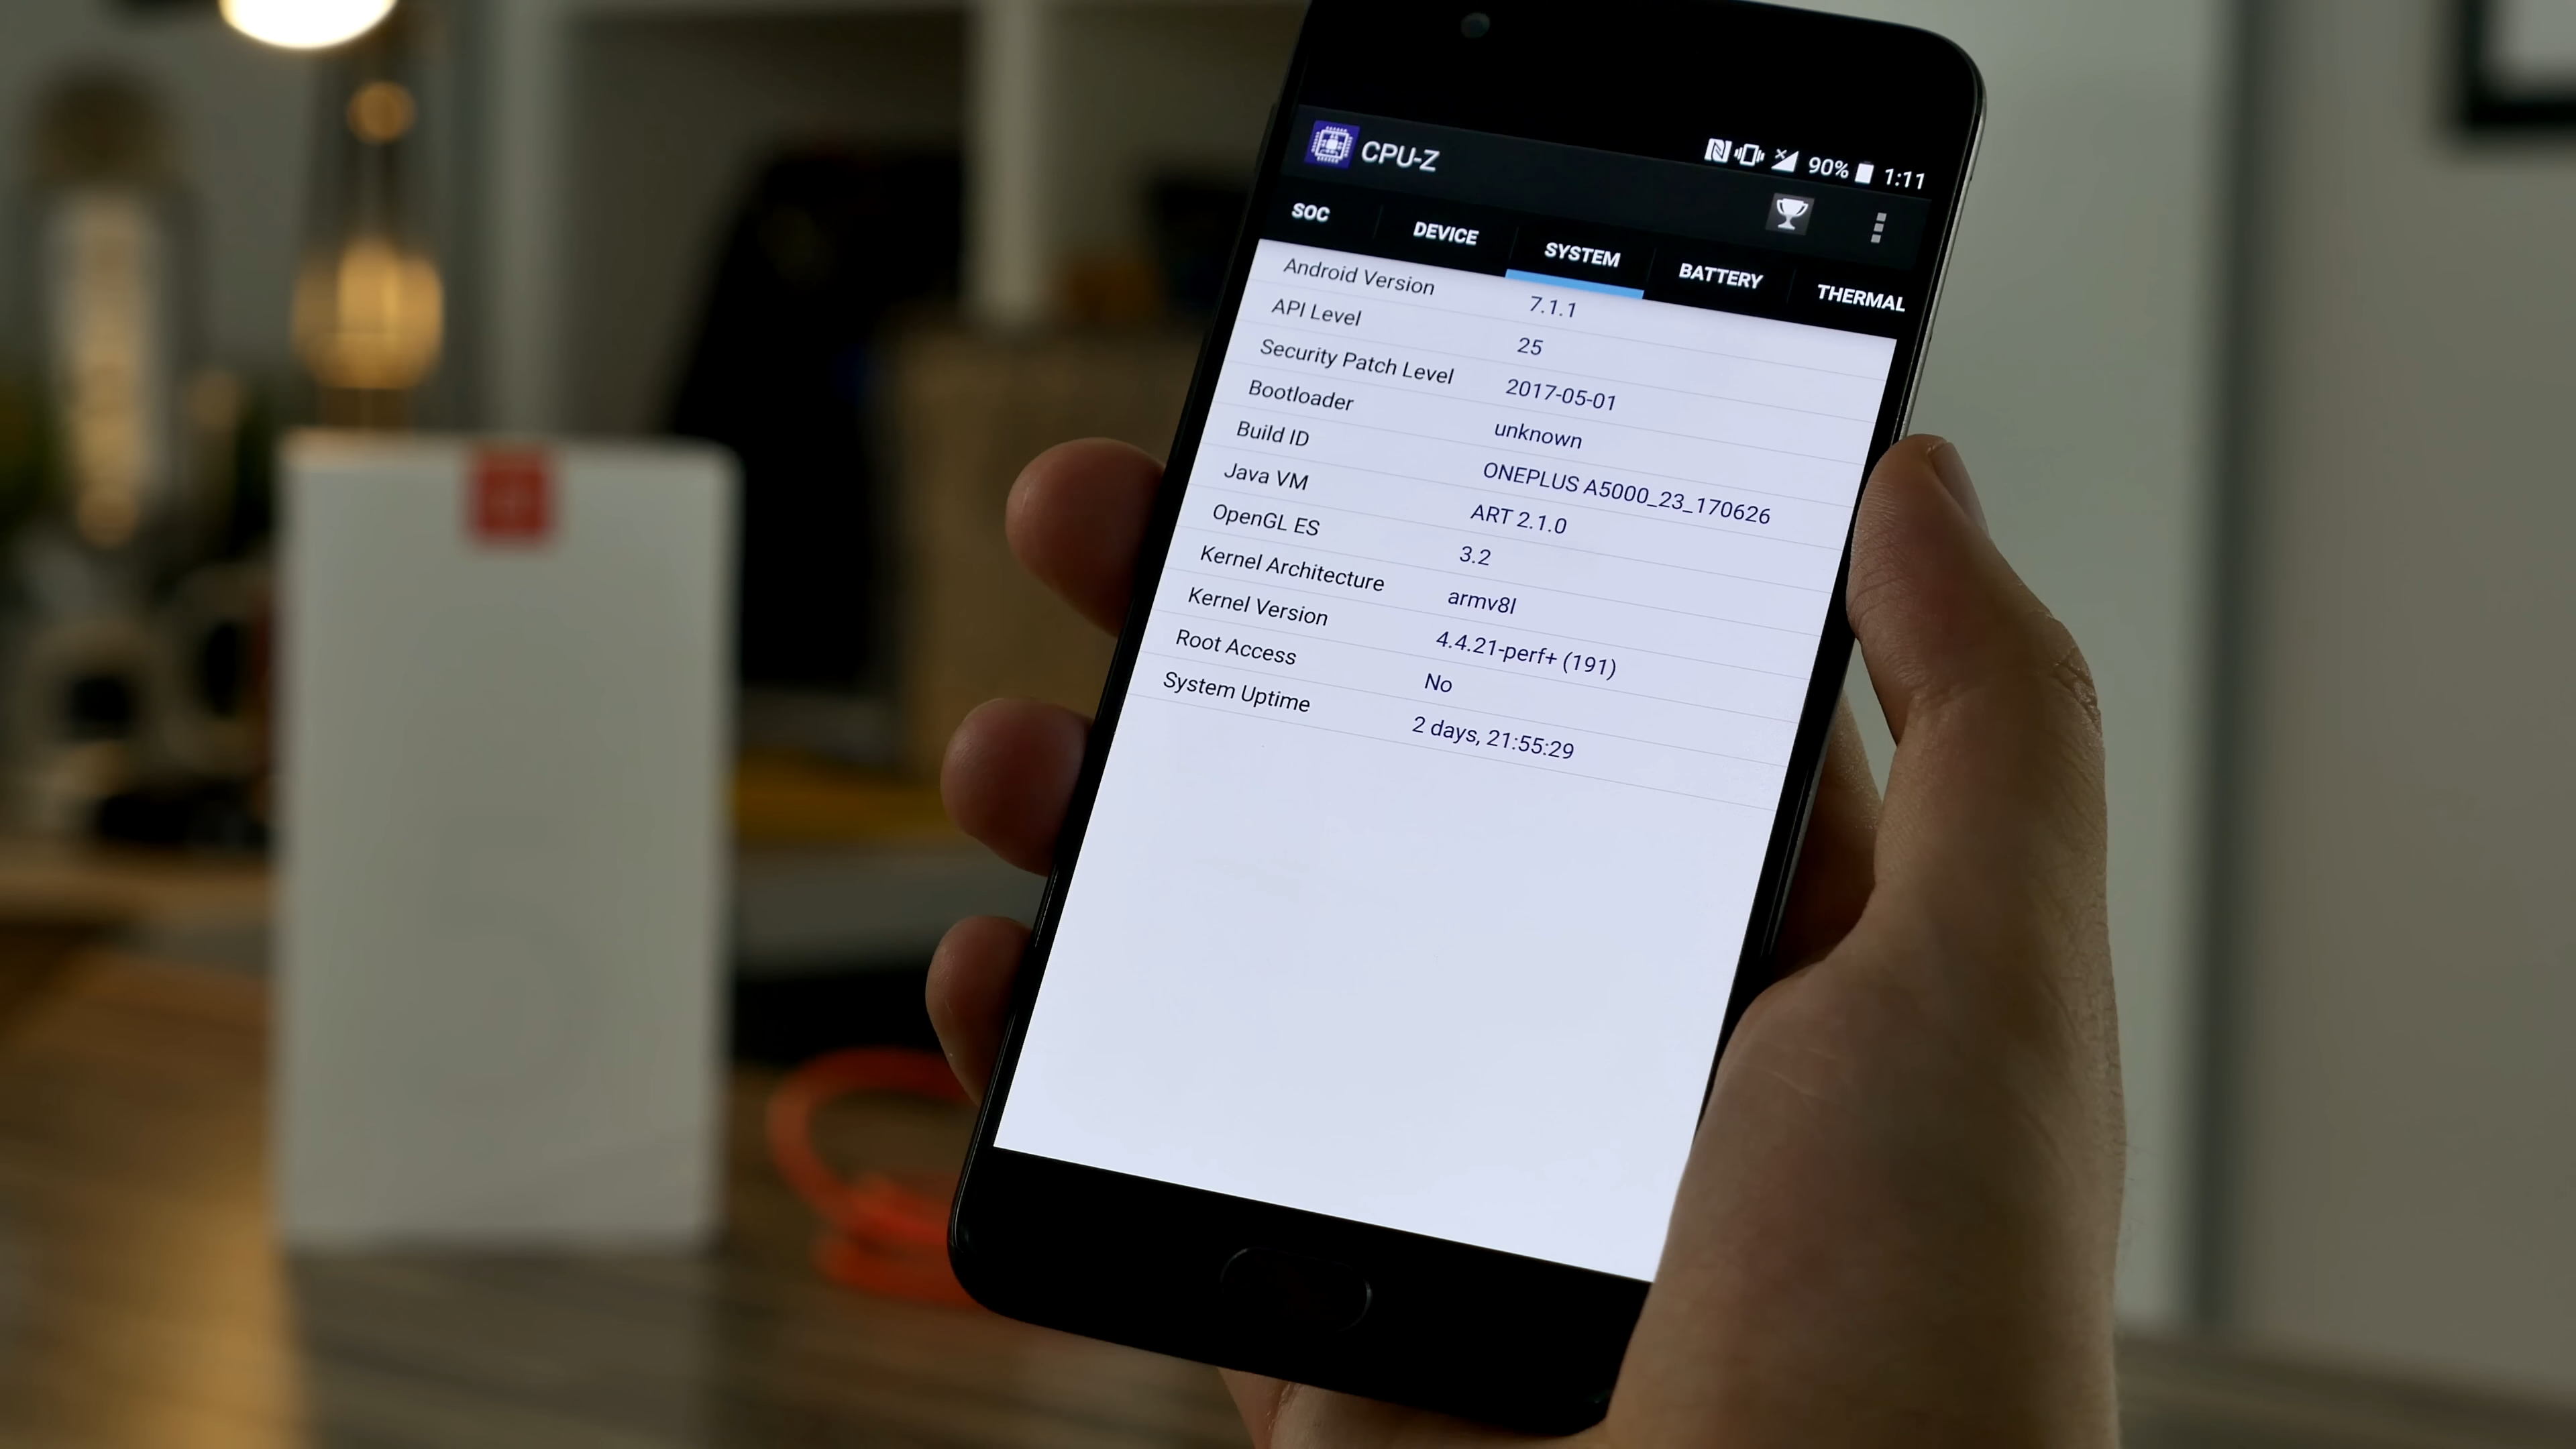 90% 1:11
CPU-Z
SOC DEVICE SYSTEM BATTERY THERMAL
Android Version 7.1.1
API Level 25
Security Patch Level 2017-05-01
Bootloader unknown
Build ID ONEPLUS A5000_23_170626
Java VM ART 2.1.0
OpenGL ES 3.2
Kernel Architecture armv8l
Kernel Version 4.4.21-perf+ (191)
Root Access No
System Uptime 2 days, 21:55:29